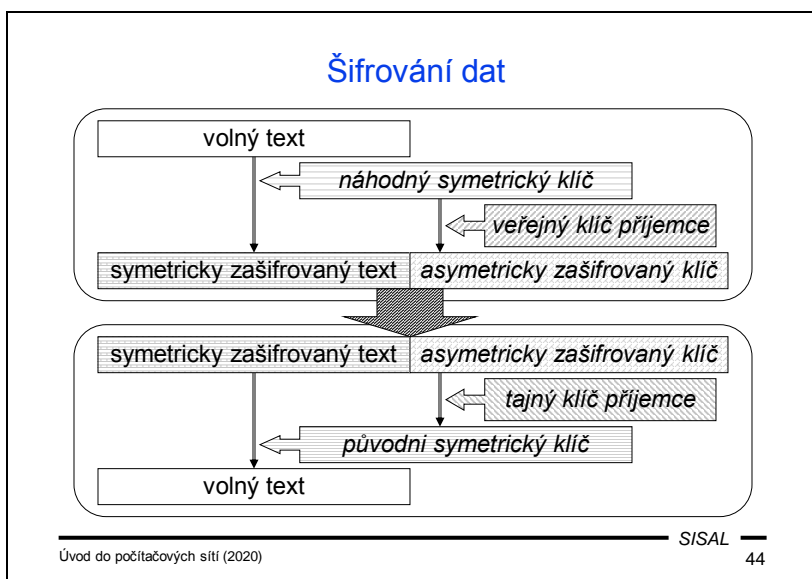 Šifrování dat
volný text
náhodný symetrický klíč
veřejný klíč příjemce
symetricky zašifrovaný text asymetricky zašifrovaný klíč
symetricky zašifrovaný text asymetricky zašifrovaný klíč
tajný klíč příjemce
původni symetrický klíč
volný text
SISAL
Úvod do počítačových sítí (2020) 44